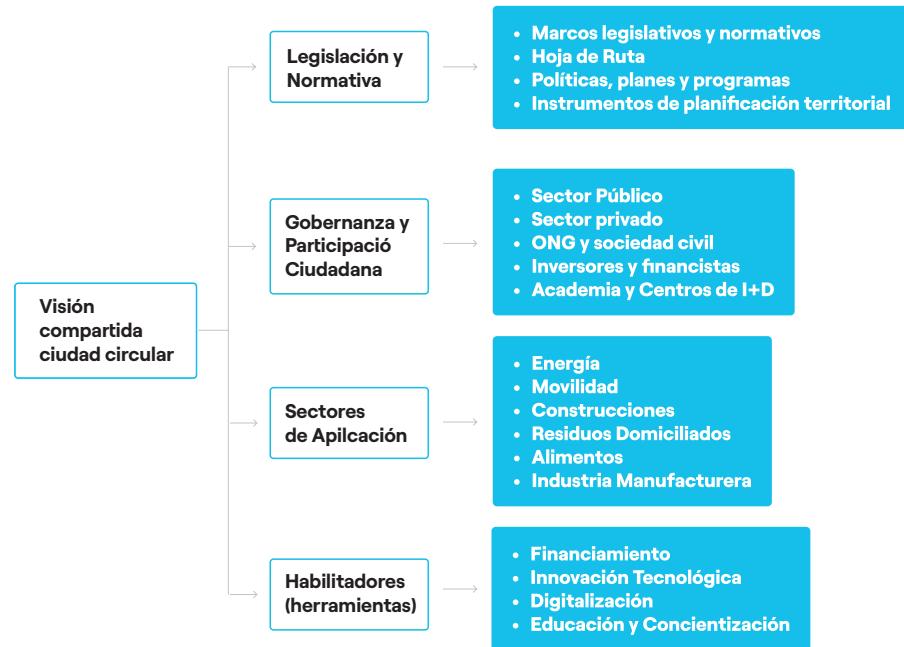 Visión
compartida
ciudad circular
Legislación y
Normativa
• Marcos legislativos y normativos
• Hoja de Ruta
• Políticas, planes y programas
• Instrumentos de planificación territorial
Gobernanza y
Participació
Ciudadana
• Sector Público
• Sector privado
• ONG y sociedad civil
• Inversores y financistas
• Academia y Centros de I+D
Sectores
de Apilcación
• Energía
• Movilidad
• Construcciones
• Residuos Domiciliados
• Alimentos
• Industria Manufacturera
Habilitadores
(herramientas)
• Financiamiento
• Innovación Tecnológica
• Digitalización
• Educación y Concientización